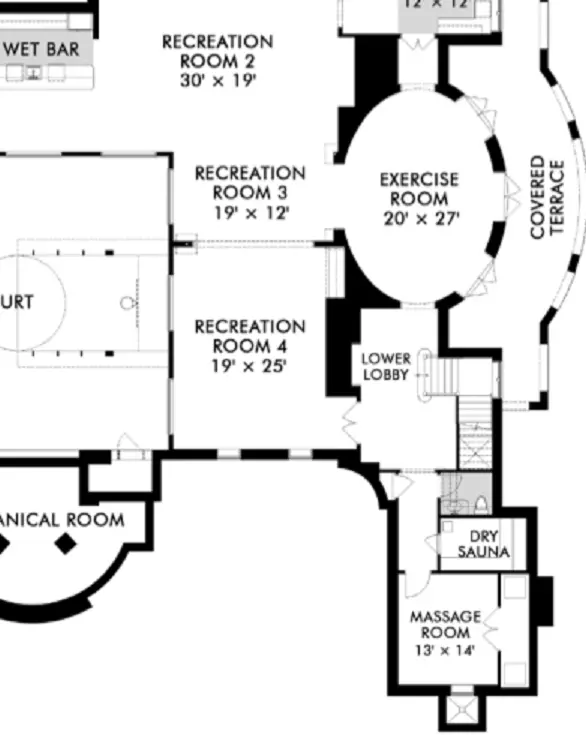 12' × 12'
WET BAR
RECREATION
ROOM 2
30' × 19'
RECREATION
ROOM 3
19' × 12'
EXERCISE
ROOM
20' × 27'
COVERED
TERRACE
URT
RECREATION
ROOM 4
19' × 25'
LOWER
LOBBY
ANICAL ROOM
DRY
SAUNA
MASSAGE
ROOM
13' × 14'